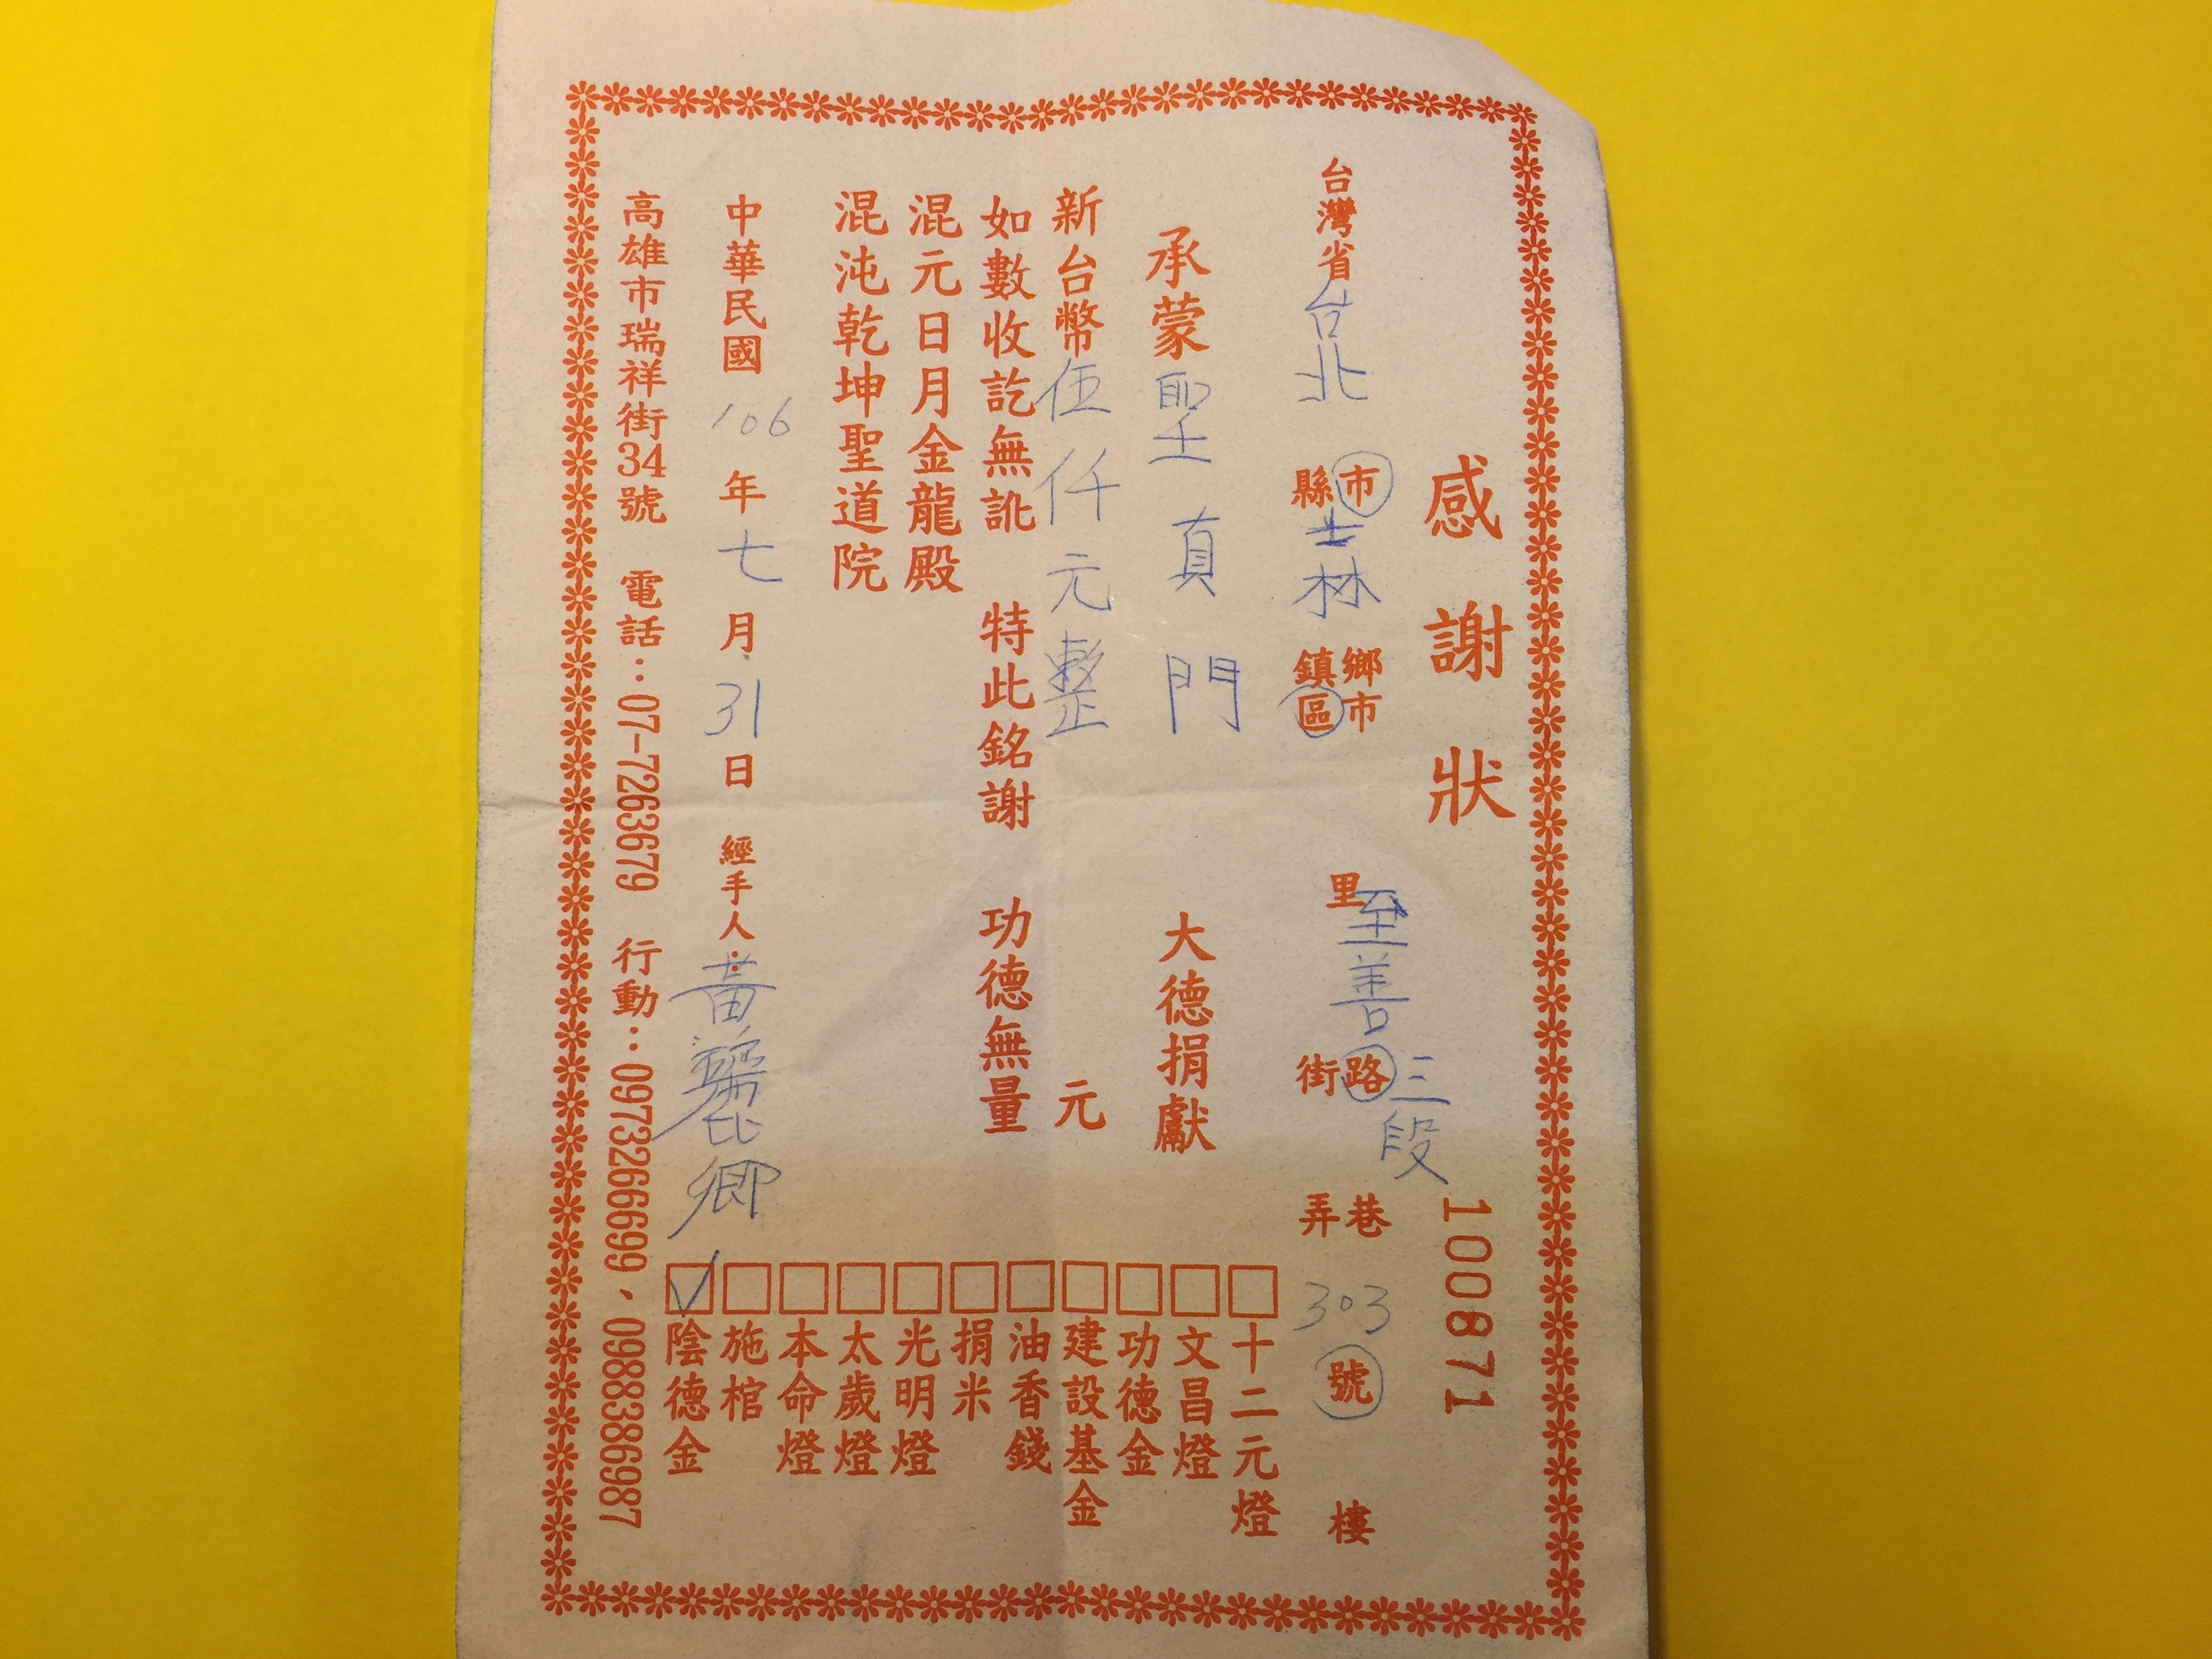 感謝狀
100871
台灣省台北縣市士林鄉鎮市區里至善街路三段巷弄303號樓
承蒙聖真門大德捐獻
新台幣伍仟元整元
如數收訖無訛 特此銘謝 功德無量
混元日月金龍殿
混沌乾坤聖道院
中華民國106年七月31日 經手人:黃麗卿
高雄市瑞祥街34號 電話:07-7263679 行動:0973266699、0988386987
□十二元燈
□文昌燈
□功德金
□建設基金
□油香錢
□捐米
□光明燈
□太歲燈
□本命燈
□施棺
☑陰德金